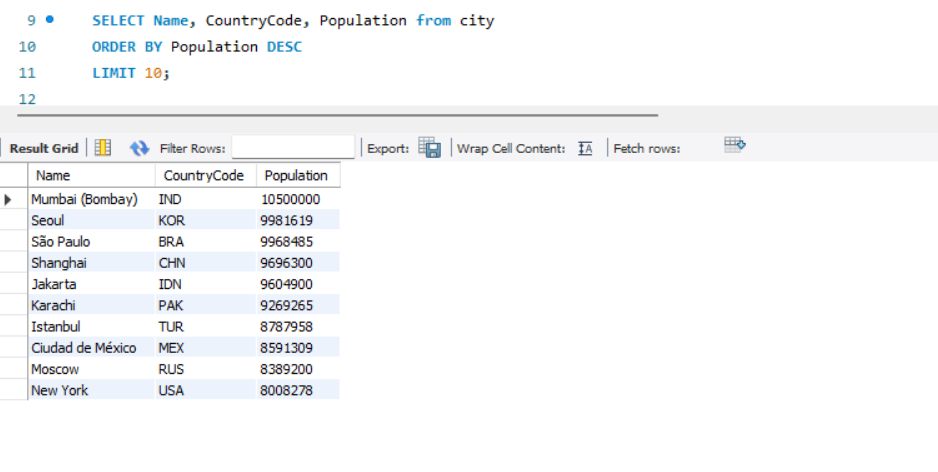 9 SELECT Name, CountryCode, Population from city
10 ORDER BY Population DESC
11 LIMIT 10;
12
Result Grid Filter Rows: Export: Wrap Cell Content: Fetch rows:
Name CountryCode Population
Mumbai (Bombay) IND 10500000
Seoul KOR 9981619
São Paulo BRA 9968485
Shanghai CHN 9696300
Jakarta IDN 9604900
Karachi PAK 9269265
Istanbul TUR 8787958
Ciudad de México MEX 8591309
Moscow RUS 8389200
New York USA 8008278